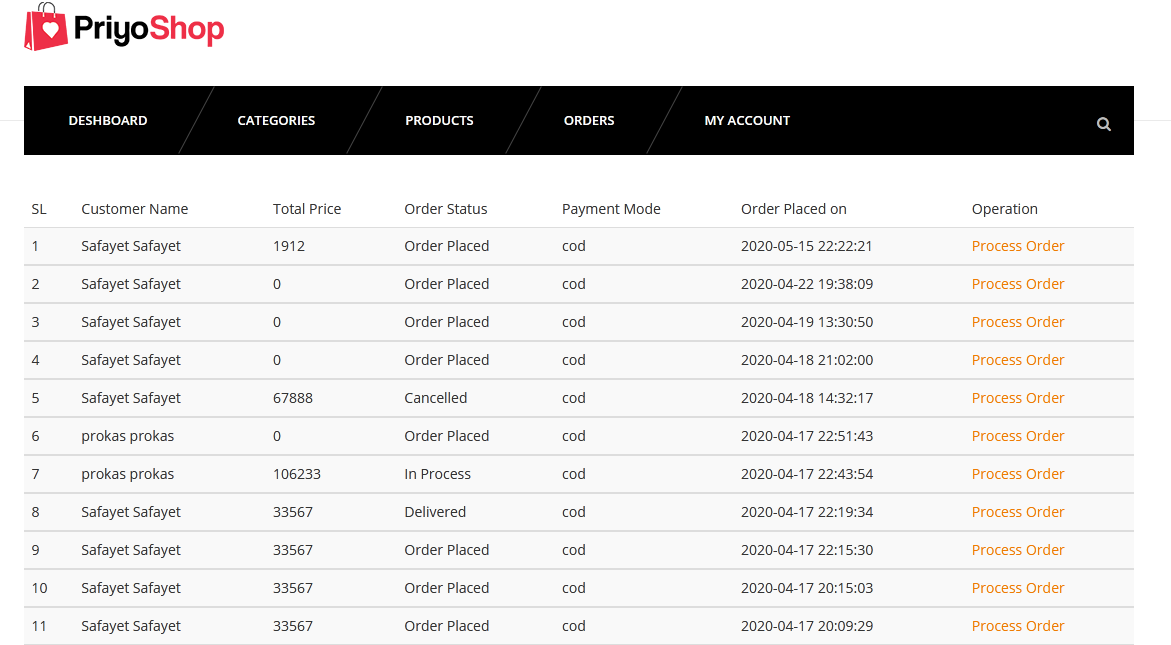 PriyoShop
DESHBOARD CATEGORIES PRODUCTS ORDERS MY ACCOUNT
SL Customer Name Total Price Order Status Payment Mode Order Placed on Operation
1 Safayet Safayet 1912 Order Placed cod 2020-05-15 22:22:21 Process Order
2 Safayet Safayet 0 Order Placed cod 2020-04-22 19:38:09 Process Order
3 Safayet Safayet 0 Order Placed cod 2020-04-19 13:30:50 Process Order
4 Safayet Safayet 0 Order Placed cod 2020-04-18 21:02:00 Process Order
5 Safayet Safayet 67888 Cancelled cod 2020-04-18 14:32:17 Process Order
6 prokas prokas 0 Order Placed cod 2020-04-17 22:51:43 Process Order
7 prokas prokas 106233 In Process cod 2020-04-17 22:43:54 Process Order
8 Safayet Safayet 33567 Delivered cod 2020-04-17 22:19:34 Process Order
9 Safayet Safayet 33567 Order Placed cod 2020-04-17 22:15:30 Process Order
10 Safayet Safayet 33567 Order Placed cod 2020-04-17 20:15:03 Process Order
11 Safayet Safayet 33567 Order Placed cod 2020-04-17 20:09:29 Process Order